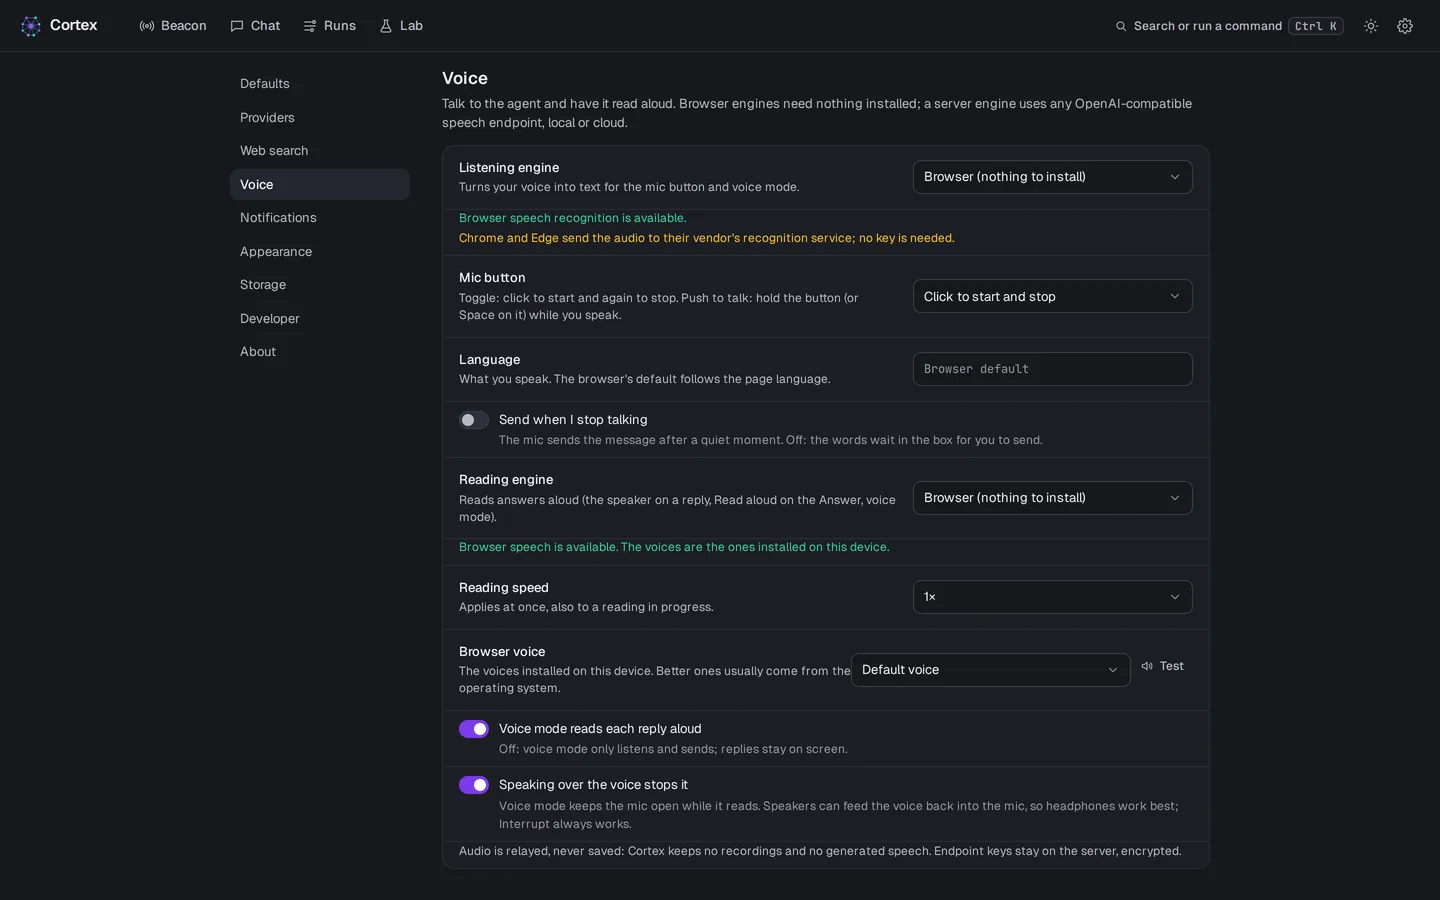 Cortex
Beacon
Chat
Runs
Lab
Search or run a command
Ctrl K
Defaults
Providers
Web search
Voice
Notifications
Appearance
Storage
Developer
About
Voice
Talk to the agent and have it read aloud. Browser engines need nothing installed; a server engine uses any OpenAI-compatible
speech endpoint, local or cloud.
Listening engine
Turns your voice into text for the mic button and voice mode.
Browser (nothing to install)
Browser speech recognition is available.
Chrome and Edge send the audio to their vendor's recognition service; no key is needed.
Mic button
Toggle: click to start and again to stop. Push to talk: hold the button (or
Space on it) while you speak.
Click to start and stop
Language
What you speak. The browser's default follows the page language.
Browser default
Send when I stop talking
The mic sends the message after a quiet moment. Off: the words wait in the box for you to send.
Reading engine
Reads answers aloud (the speaker on a reply, Read aloud on the Answer, voice
mode).
Browser (nothing to install)
Browser speech is available. The voices are the ones installed on this device.
Reading speed
Applies at once, also to a reading in progress.
1×
Browser voice
The voices installed on this device. Better ones usually come from the
operating system.
Default voice
Test
Voice mode reads each reply aloud
Off: voice mode only listens and sends; replies stay on screen.
Speaking over the voice stops it
Voice mode keeps the mic open while it reads. Speakers can feed the voice back into the mic, so headphones work best;
Interrupt always works.
Audio is relayed, never saved: Cortex keeps no recordings and no generated speech. Endpoint keys stay on the server, encrypted.